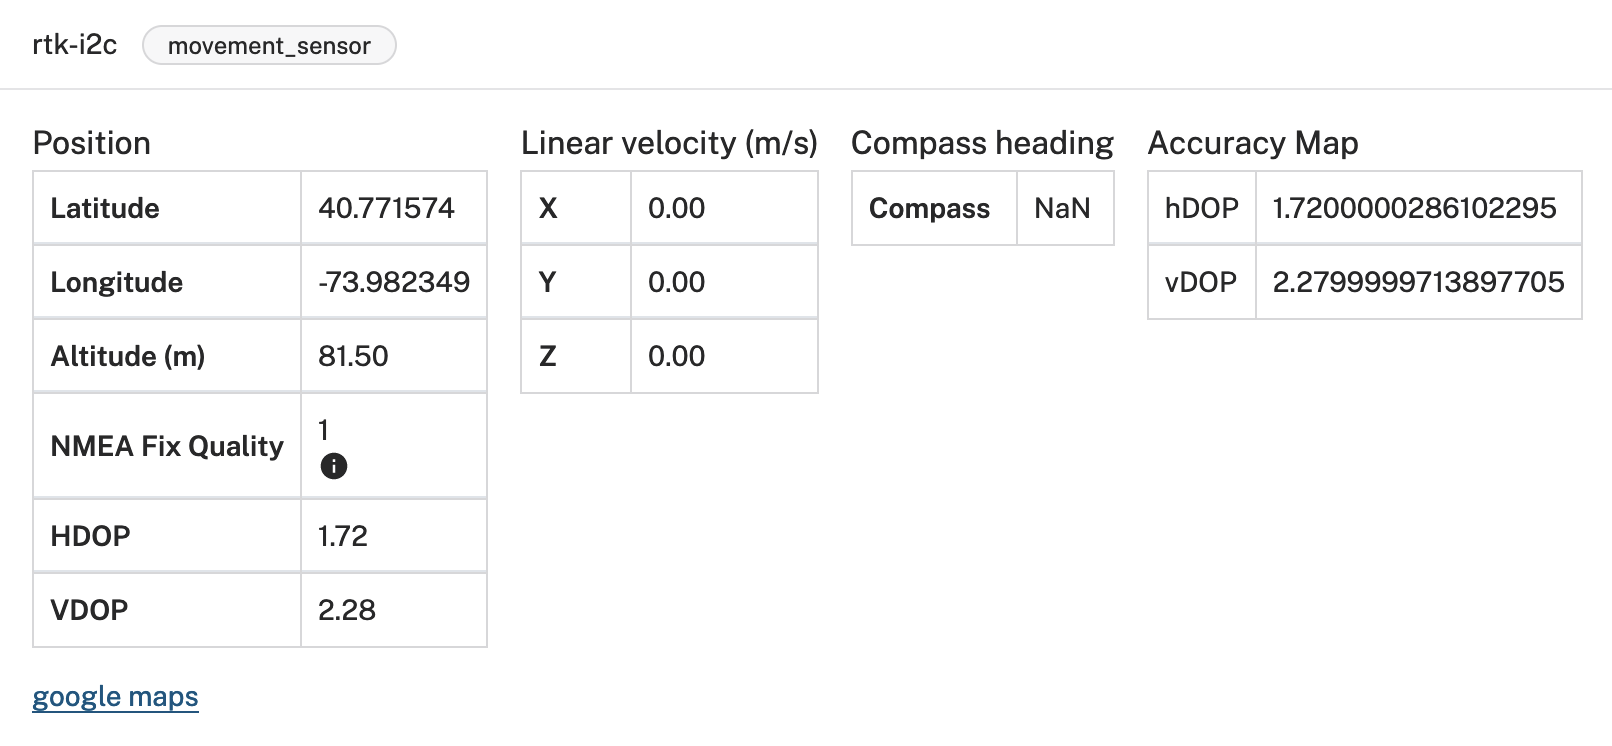 rtk-i2c movement_sensor
Position
Latitude 40.771574
Longitude -73.982349
Altitude (m) 81.50
NMEA Fix Quality 1
HDOP 1.72
VDOP 2.28
google maps
Linear velocity (m/s)
X 0.00
Y 0.00
Z 0.00
Compass heading
Compass NaN
Accuracy Map
hDOP 1.7200000286102295
vDOP 2.2799999713897705